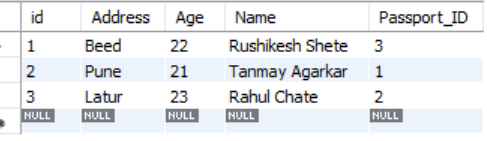 id Address Age Name Passport_ID
1 Beed 22 Rushikesh Shete 3
2 Pune 21 Tanmay Agarkar 1
3 Latur 23 Rahul Chate 2
NULL NULL NULL NULL NULL